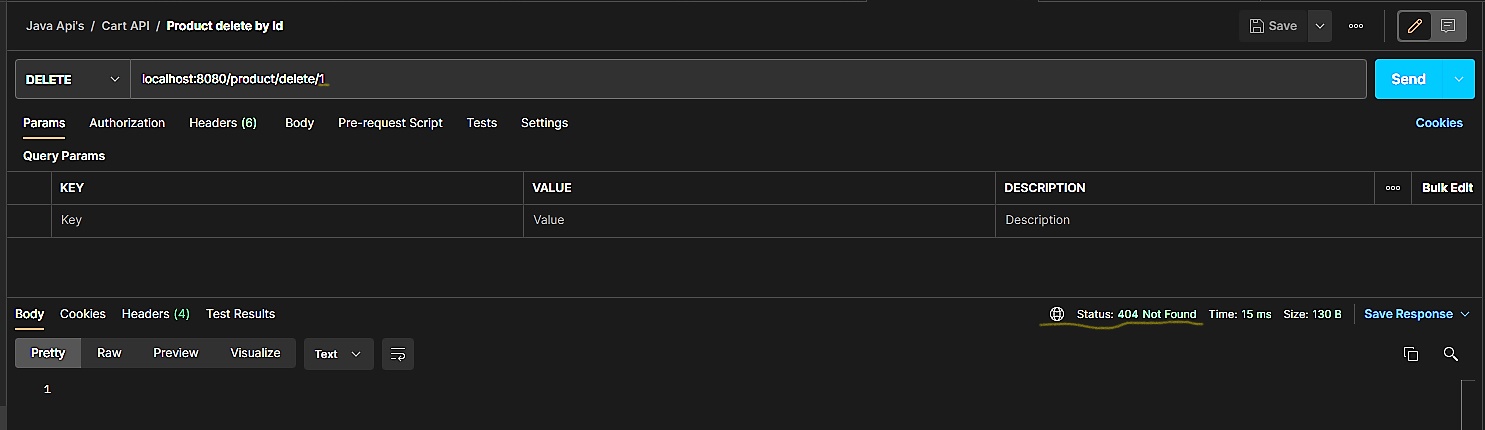 Java Api's / Cart API / Product delete by Id
Save
DELETE localhost:8080/product/delete/1 Send
Params Authorization Headers (6) Body Pre-request Script Tests Settings Cookies
Query Params
KEY VALUE DESCRIPTION Bulk Edit
Key Value Description
Body Cookies Headers (4) Test Results Status: 404 Not Found Time: 15 ms Size: 130 B Save Response
Pretty Raw Preview Visualize Text
1